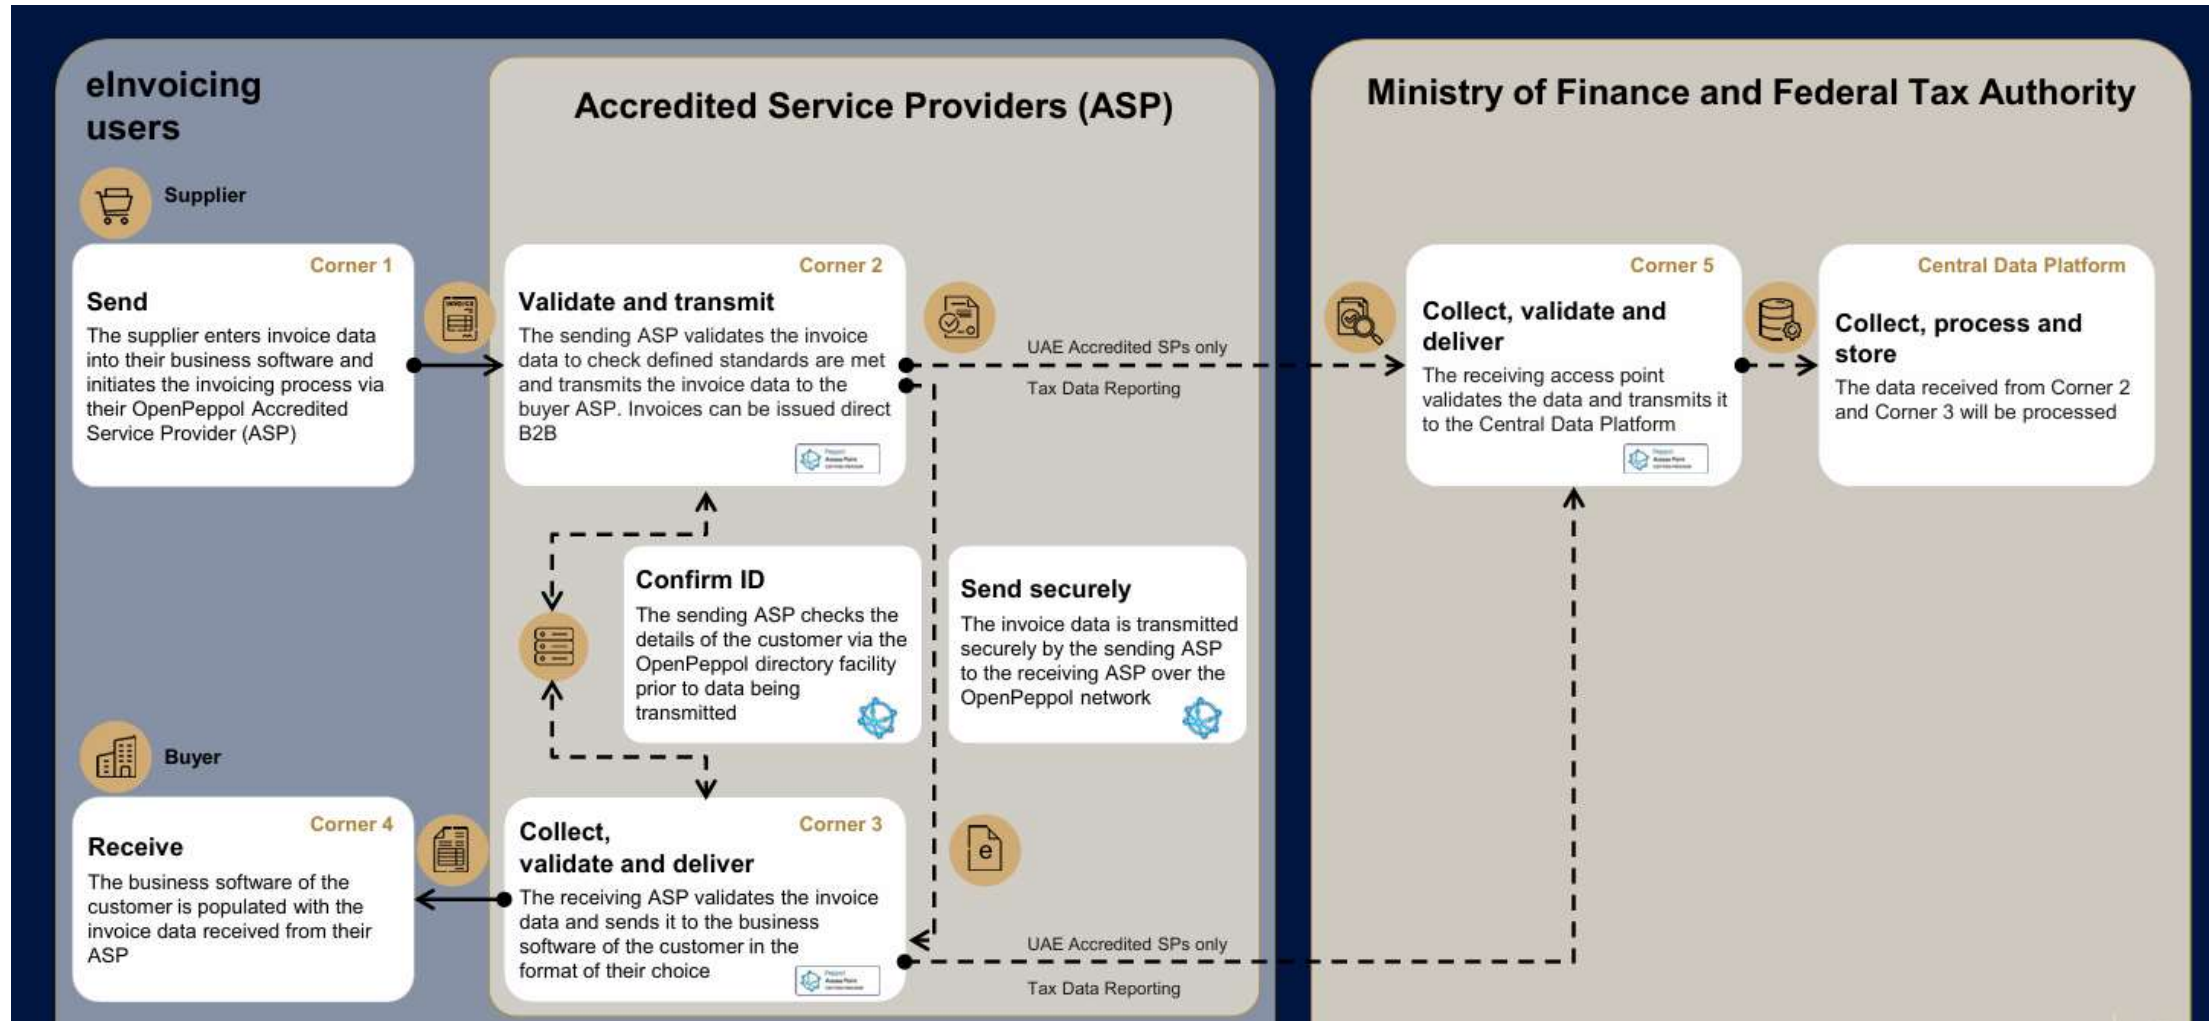 eInvoicing
users
Accredited Service Providers (ASP)
Ministry of Finance and Federal Tax Authority
Supplier
Corner 1
Send
The supplier enters invoice data
into their business software and
initiates the invoicing process via
their OpenPeppol Accredited
Service Provider (ASP)
INVOICE
Corner 2
Validate and transmit
The sending ASP validates the invoice
data to check defined standards are met
and transmits the invoice data to the
buyer ASP. Invoices can be issued direct
B2B
Peppol
Access Point
UAE Accredited SPs only
Tax Data Reporting
Corner 5
Collect, validate and
deliver
The receiving access point
validates the data and transmits it
to the Central Data Platform
Peppol
Access Point
Central Data Platform
Collect, process and
store
The data received from Corner 2
and Corner 3 will be processed
Confirm ID
The sending ASP checks the
details of the customer via the
OpenPeppol directory facility
prior to data being
transmitted
Send securely
The invoice data is transmitted
securely by the sending ASP
to the receiving ASP over the
OpenPeppol network
Buyer
Corner 4
Receive
The business software of the
customer is populated with the
invoice data received from their
ASP
Corner 3
Collect,
validate and deliver
The receiving ASP validates the invoice
data and sends it to the business
software of the customer in the
format of their choice
Peppol
Access Point
e
UAE Accredited SPs only
Tax Data Reporting